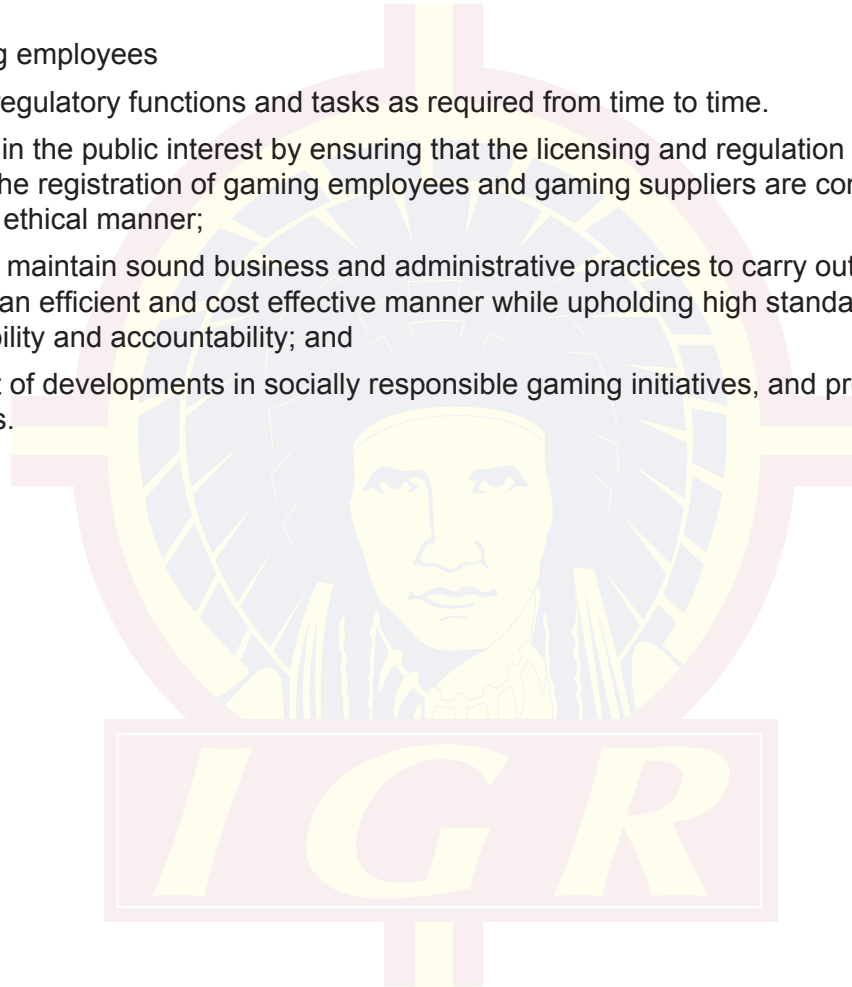 g employees
regulatory functions and tasks as required from time to time.
in the public interest by ensuring that the licensing and regulation
he registration of gaming employees and gaming suppliers are con
ethical manner;
maintain sound business and administrative practices to carry out
an efficient and cost effective manner while upholding high standa
bility and accountability; and
t of developments in socially responsible gaming initiatives, and pr
s.
IGR